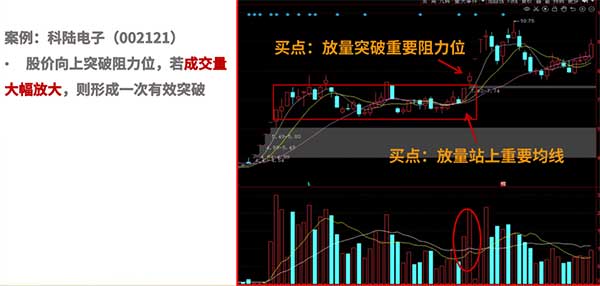 案例：科陆电子（002121）
• 股价向上突破阻力位，若成交量
大幅放大，则形成一次有效突破
10.75
买点：放量突破重要阻力位
买点：放量站上重要均线